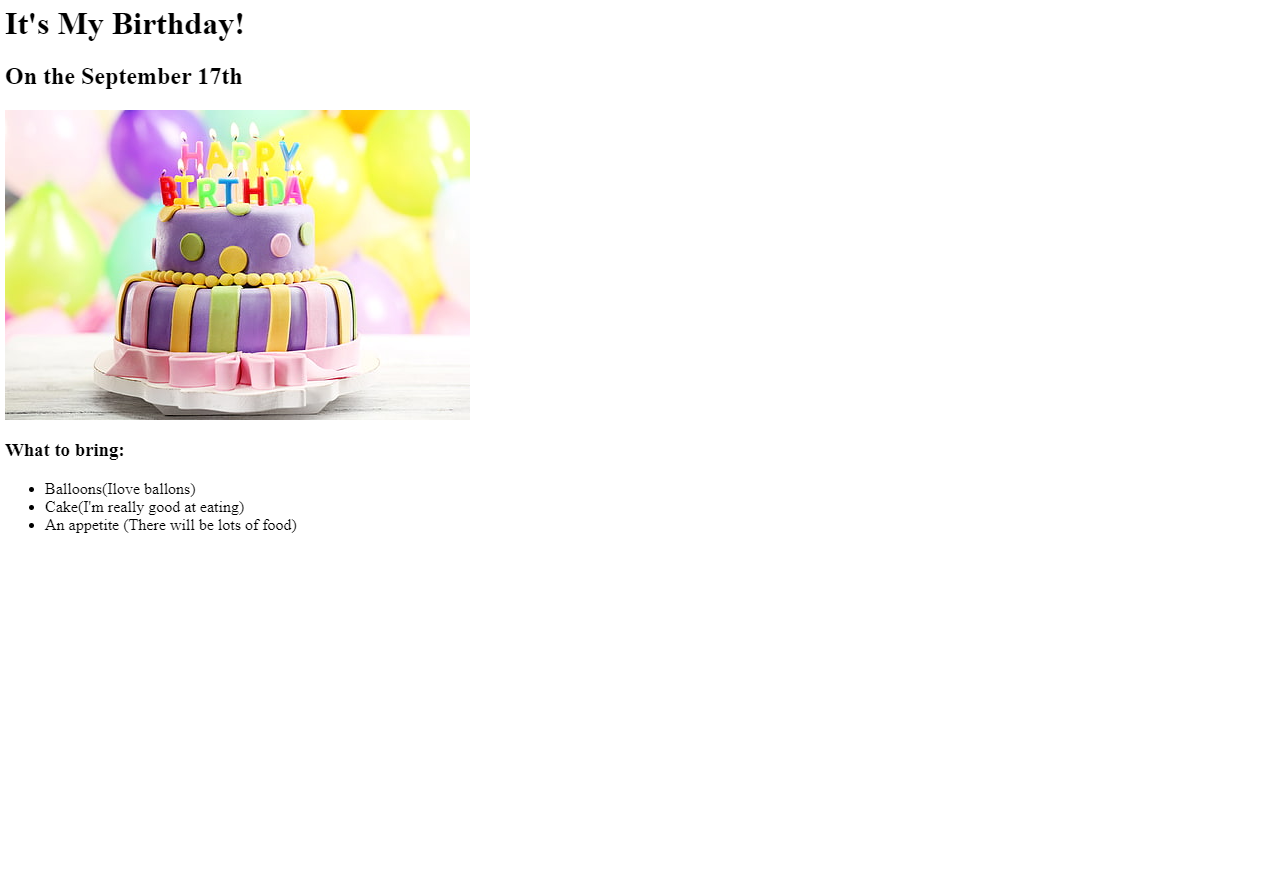 It's My Birthday!
On the September 17th
HAPPY
BIRTHDAY
What to bring:
Balloons(Ilove ballons)
Cake(I'm really good at eating)
An appetite (There will be lots of food)